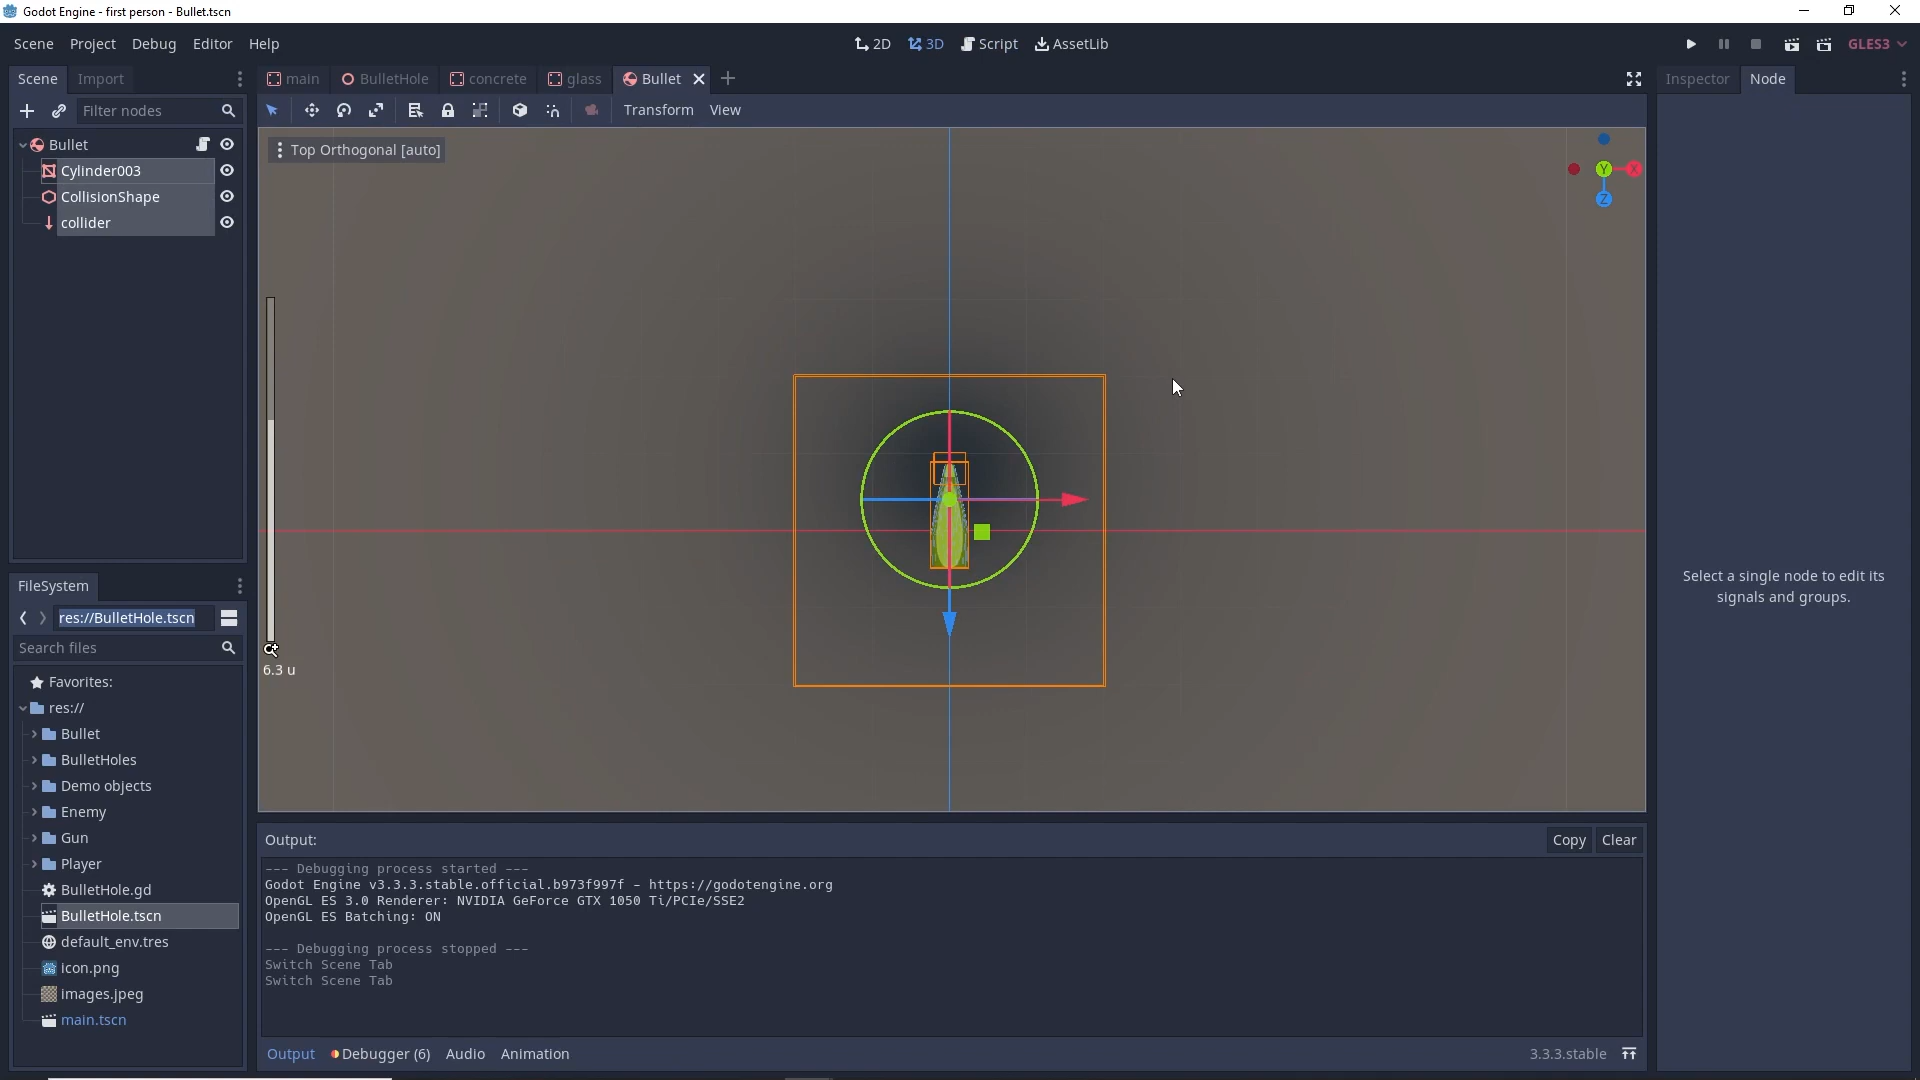 Godot Engine - first person - Bullet.tscn
Scene Project Debug Editor Help
2D 3D Script AssetLib
GLES3
Scene Import
main BulletHole concrete glass Bullet
Inspector Node
Filter nodes
Transform View
Bullet
Cylinder003
CollisionShape
collider
Top Orthogonal [auto]
Y X
Z
6.3 u
Select a single node to edit its
signals and groups.
FileSystem
res://BulletHole.tscn
Search files
Favorites:
res://
Bullet
BulletHoles
Demo objects
Enemy
Gun
Player
BulletHole.gd
BulletHole.tscn
default_env.tres
icon.png
images.jpeg
main.tscn
Output:
Copy Clear
--- Debugging process started ---
Godot Engine v3.3.3.stable.official.b973f997f - https://godotengine.org
OpenGL ES 3.0 Renderer: NVIDIA GeForce GTX 1050 Ti/PCIe/SSE2
OpenGL ES Batching: ON
--- Debugging process stopped ---
Switch Scene Tab
Switch Scene Tab
Output Debugger (6) Audio Animation
3.3.3.stable